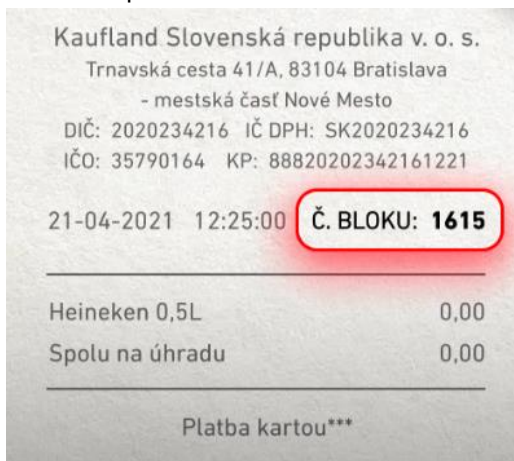 Kaufland Slovenská republika v. o. s.
Trnavská cesta 41/A, 83104 Bratislava
- mestská časť Nové Mesto
DIČ: 2020234216 IČ DPH: SK2020234216
IČO: 35790164 KP: 88820202342161221
21-04-2021 12:25:00 Č. BLOKU: 1615
Heineken 0,5L 0,00
Spolu na úhradu 0,00
Platba kartou***